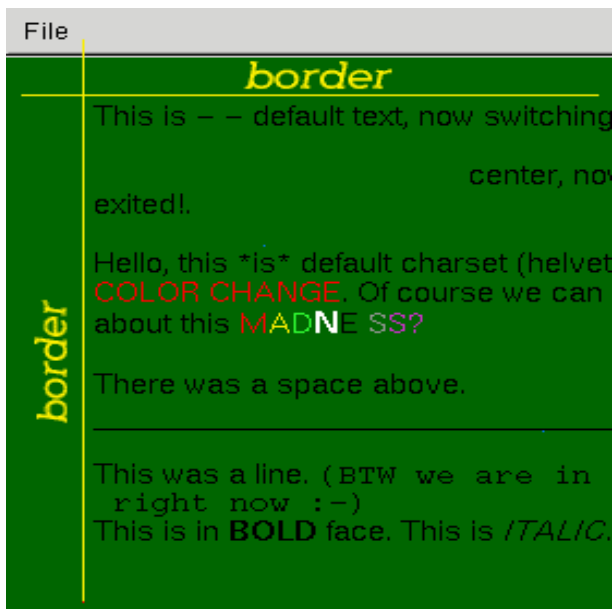 File
border
This is – – default text, now switching
center, nov
exited!.
Hello, this *is* default charset (helvet
COLOR CHANGE. Of course we can
about this MADNE SS?
border
There was a space above.
This was a line. (BTW we are in
right now :-)
This is in BOLD face. This is ITALIC.